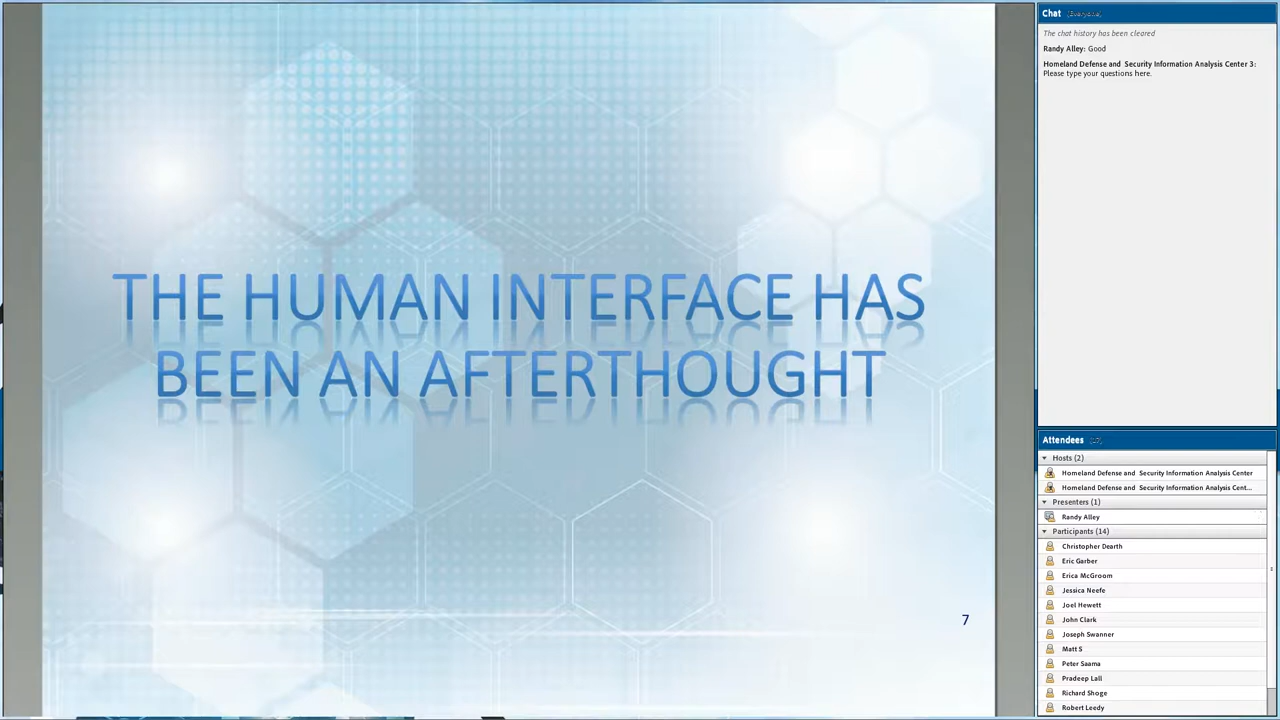 THE HUMAN INTERFACE HAS
BEEN AN AFTERTHOUGHT
7
Chat (Everyone)
The chat history has been cleared
Randy Alley: Good
Homeland Defense and Security Information Analysis Center 3:
Please type your questions here.
Attendees (17)
Hosts (2)
Homeland Defense and Security Information Analysis Center
Homeland Defense and Security Information Analysis Cent...
Presenters (1)
Randy Alley
Participants (14)
Christopher Dearth
Eric Garber
Erica McGroom
Jessica Neefe
Joel Hewett
John Clark
Joseph Swanner
Matt S
Peter Saama
Pradeep Lall
Richard Shoge
Robert Leedy